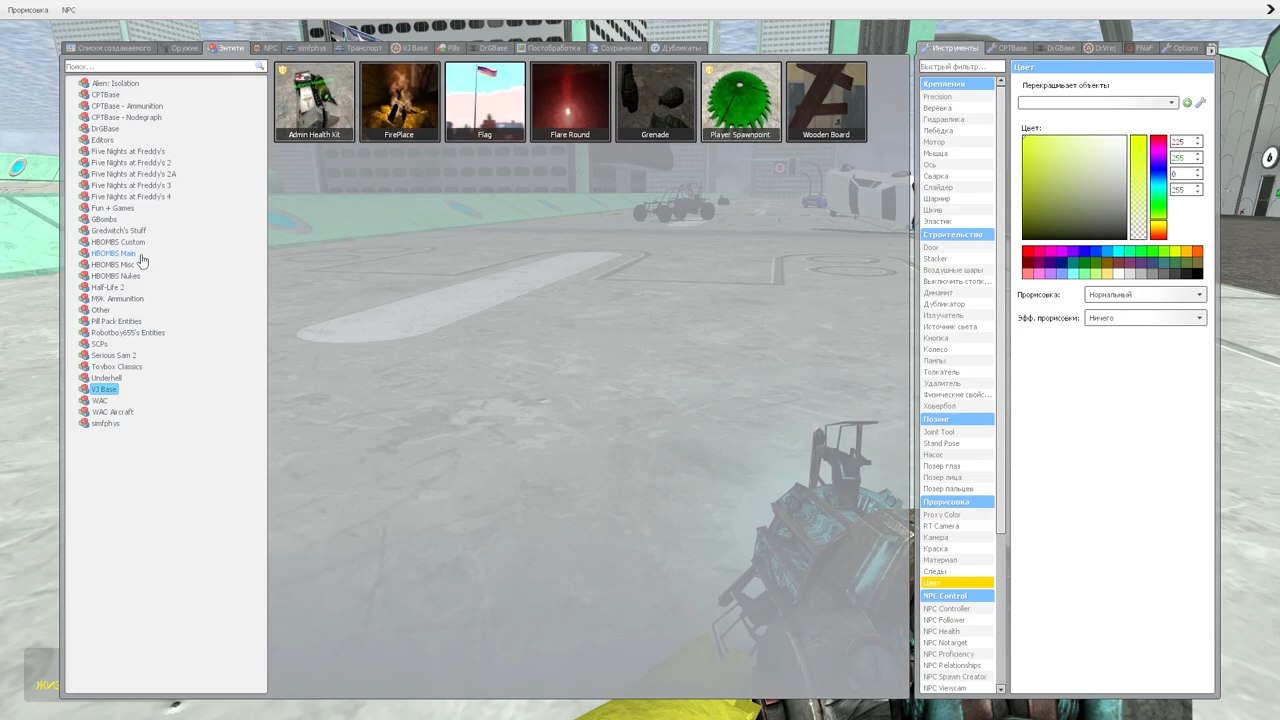 Прорисовка NPC
Списки создаваемого Оружие Энтити NPC simfphys Транспорт VJ Base Pills DrGBase Постобработка Сохранения Дубликаты
Поиск...
Alien: Isolation
CPTBase
CPTBase - Ammunition
CPTBase - Nodegraph
DrGBase
Editors
Five Nights at Freddy's
Five Nights at Freddy's 2
Five Nights at Freddy's 2A
Five Nights at Freddy's 3
Five Nights at Freddy's 4
Fun + Games
GBombs
Gredwitch's Stuff
HBOMBS Custom
HBOMBS Main
HBOMBS Misc
HBOMBS Nukes
Half-Life 2
M9K Ammunition
Other
Pill Pack Entities
Robotboy655's Entities
SCPs
Serious Sam 2
Toybox Classics
Underhell
VJ Base
WAC
WAC Aircraft
simfphys
Admin Health Kit
FirePlace
Flag
Flare Round
Grenade
Player Spawnpoint
Wooden Board
Инструменты CPTBase DrGBase DrVrej FNaF Options
Быстрый фильтр...
Крепления
Precision
Верёвка
Гидравлика
Лебёдка
Мотор
Мышца
Ось
Сварка
Слайдер
Шарнир
Шкив
Эластик
Строительство
Door
Stacker
Воздушные шары
Выключить столк...
Динамит
Дубликатор
Излучатель
Источник света
Кнопка
Колесо
Лампы
Толкатель
Удалитель
Физические свойс...
Ховербол
Позинг
Joint Tool
Stand Pose
Насос
Позер глаз
Позер лица
Позер пальцев
Прорисовка
Proxy Color
RT Camera
Камера
Краска
Материал
Следы
Цвет
NPC Control
NPC Controller
NPC Follower
NPC Health
NPC Notarget
NPC Proficiency
NPC Relationships
NPC Spawn Creator
NPC Viewcam
Цвет
Перекрашивает объекты
Цвет:
225
255
0
255
Прорисовка: Нормальный
Эфф. прорисовки: Ничего